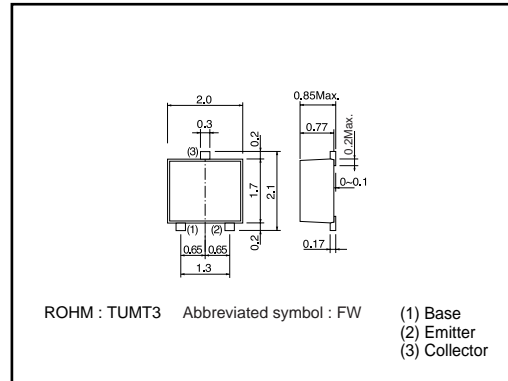 2.0
0.3
(3)
0.2
1.7
2.1
0.2
(1) (2)
0.65 0.65
1.3
0.85Max.
0.77
0.2Max.
0~0.1
0.17
ROHM : TUMT3 Abbreviated symbol : FW
(1) Base
(2) Emitter
(3) Collector